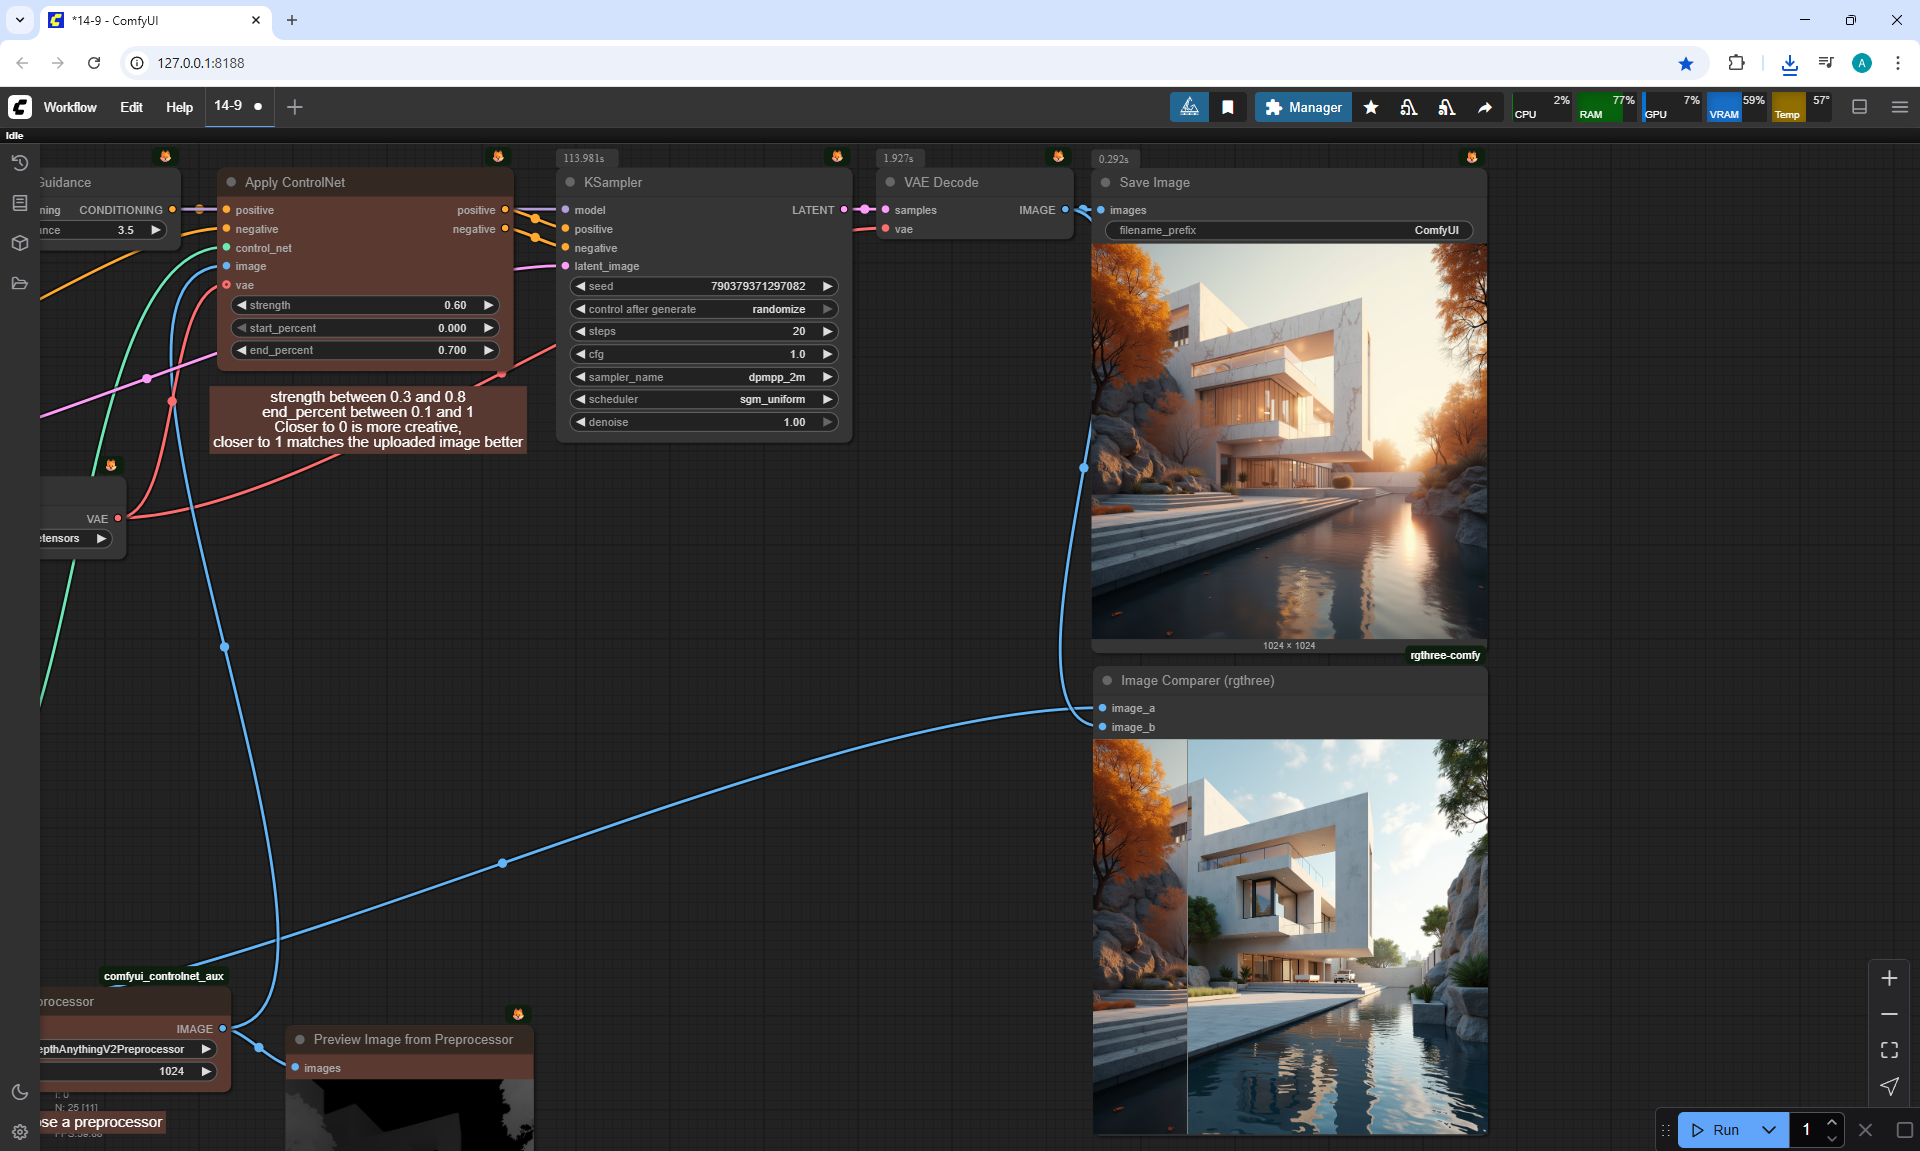 *14-9 - ComfyUI
127.0.0.1:8188
A
Workflow
Edit
Help
14-9
Manager
CPU 2%
RAM 77%
GPU 7%
VRAM 59%
Temp 57°
Idle
Guidance
CONDITIONING
3.5
Apply ControlNet
positive
positive
negative
negative
control_net
image
vae
strength 0.60
start_percent 0.000
end_percent 0.700
strength between 0.3 and 0.8
end_percent between 0.1 and 1
Closer to 0 is more creative,
closer to 1 matches the uploaded image better
113.981s
KSampler
model LATENT
positive
negative
latent_image
seed 790379371297082
control after generate randomize
steps 20
cfg 1.0
sampler_name dpmpp_2m
scheduler sgm_uniform
denoise 1.00
1.927s
VAE Decode
samples IMAGE
vae
0.292s
Save Image
images
filename_prefix ComfyUI
1024 × 1024
rgthree-comfy
Image Comparer (rgthree)
image_a
image_b
VAE
etensors
comfyui_controlnet_aux
processor
IMAGE
epthAnythingV2Preprocessor
1024
N: 25 [11]
ose a preprocessor
Preview Image from Preprocessor
images
Run
1